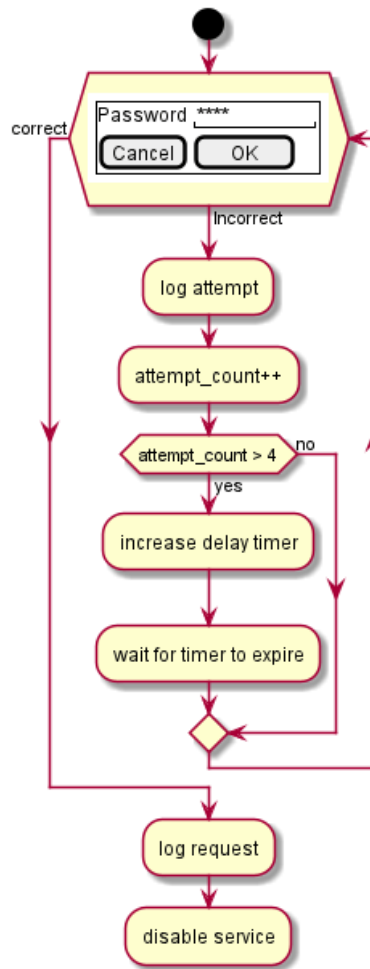 correct
Password ****
Cancel OK
Incorrect
log attempt
attempt_count++
attempt_count > 4
no
yes
increase delay timer
wait for timer to expire
log request
disable service